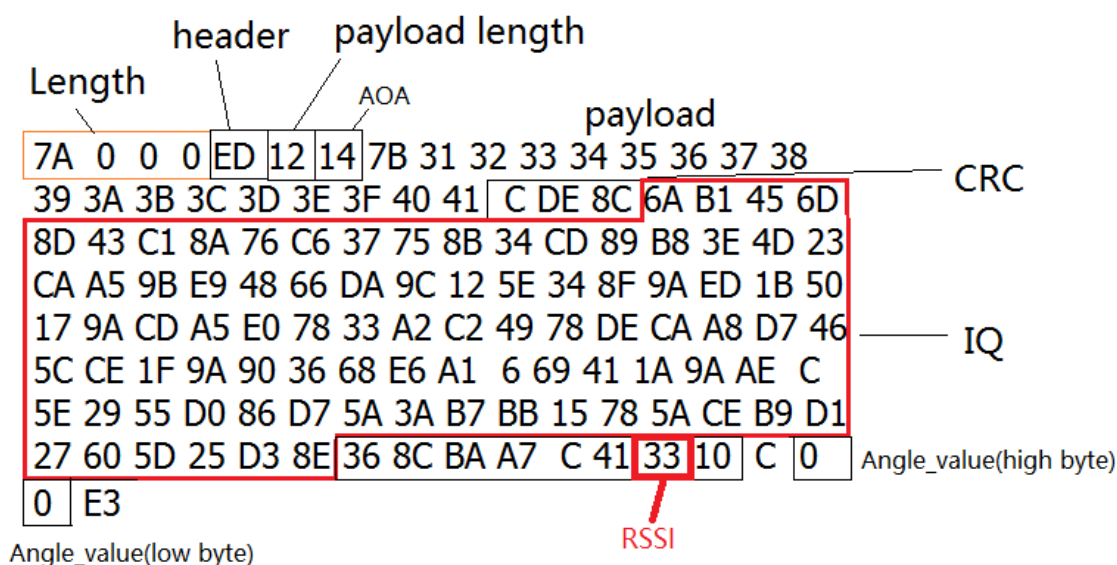 header payload length
Length AOA
payload
7A 0 0 0 ED 12 14 7B 31 32 33 34 35 36 37 38
39 3A 3B 3C 3D 3E 3F 40 41 C DE 8C 6A B1 45 6D
CRC
8D 43 C1 8A 76 C6 37 75 8B 34 CD 89 B8 3E 4D 23
CA A5 9B E9 48 66 DA 9C 12 5E 34 8F 9A ED 1B 50
17 9A CD A5 E0 78 33 A2 C2 49 78 DE CA A8 D7 46
IQ
5C CE 1F 9A 90 36 68 E6 A1 6 69 41 1A 9A AE C
5E 29 55 D0 86 D7 5A 3A B7 BB 15 78 5A CE B9 D1
27 60 5D 25 D3 8E 36 8C BA A7 C 41 33 10 C 0 Angle_value(high byte)
0 E3
RSSI
Angle_value(low byte)